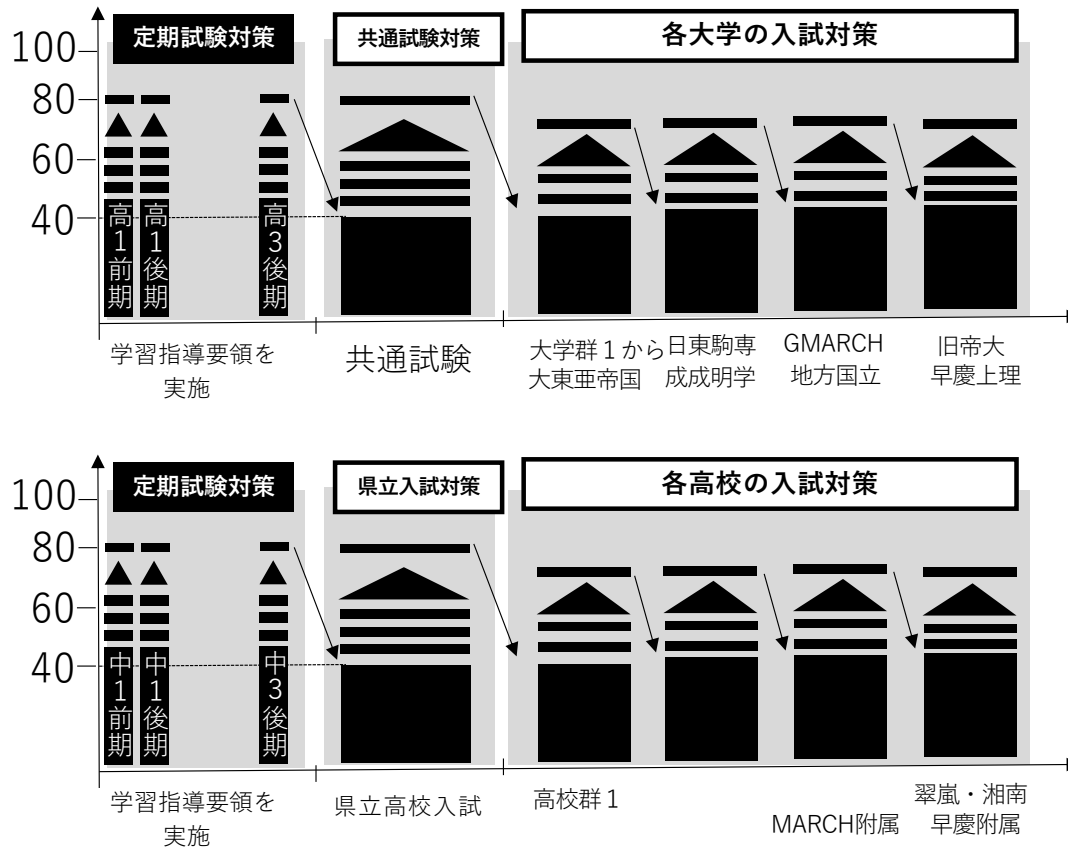 定期試験対策
共通試験対策
各大学の入試対策
100
80
60
40
高1前期
高1後期
高3後期
学習指導要領を
実施
共通試験
大学群1から
大東亜帝国
日東駒専
成成明学
GMARCH
地方国立
旧帝大
早慶上理
定期試験対策
県立入試対策
各高校の入試対策
100
80
60
40
中1前期
中1後期
中3後期
学習指導要領を
実施
県立高校入試
高校群1
MARCH附属
翠嵐・湘南
早慶附属